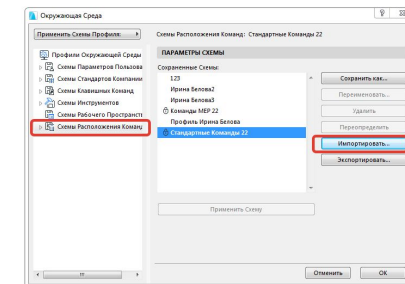 Окружающая Среда
Применить Схемы Профиля:
Схемы Расположения Команд: Стандартные Команды 22
Профили Окружающей Среды
Схемы Параметров Пользова
Схемы Стандартов Компании
Схемы Клавишных Команд
Схемы Инструментов
Схемы Рабочего Пространств
Схемы Расположения Команд
ПАРАМЕТРЫ СХЕМЫ
Сохраненные Схемы:
123
Ирина Белова2
Ирина Белова3
Команды MEP 22
Профиль Ирина Белова
Стандартные Команды 22
Сохранить как...
Переименовать...
Удалить
Переопределить
Импортировать...
Экспортировать...
Применить Схему
Отменить
OK